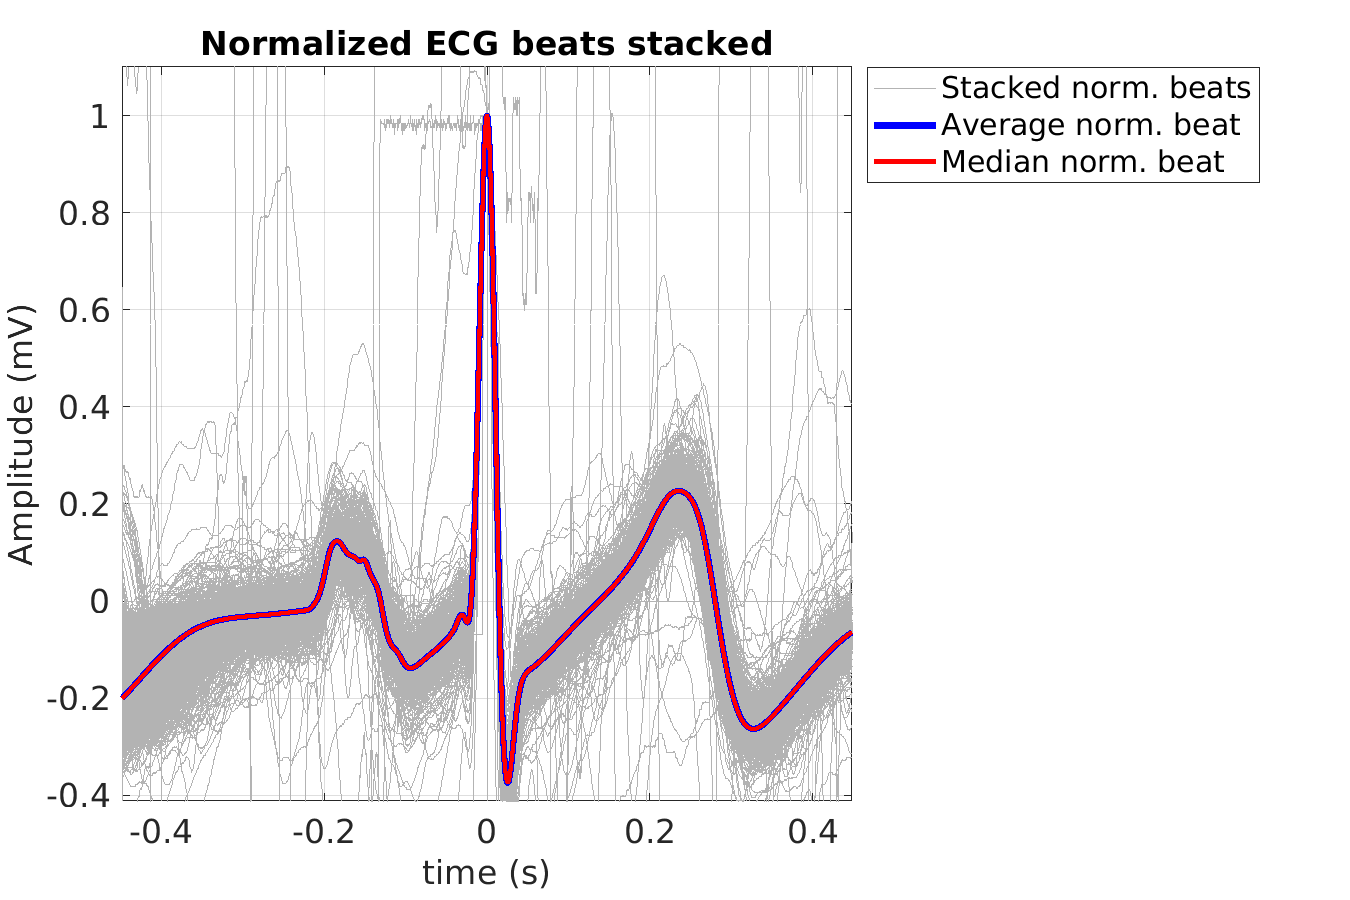 Normalized ECG beats stacked
Stacked norm. beats
Average norm. beat
Median norm. beat
Amplitude (mV)
1
0.8
0.6
0.4
0.2
0
-0.2
-0.4
-0.4 -0.2 0 0.2 0.4
time (s)